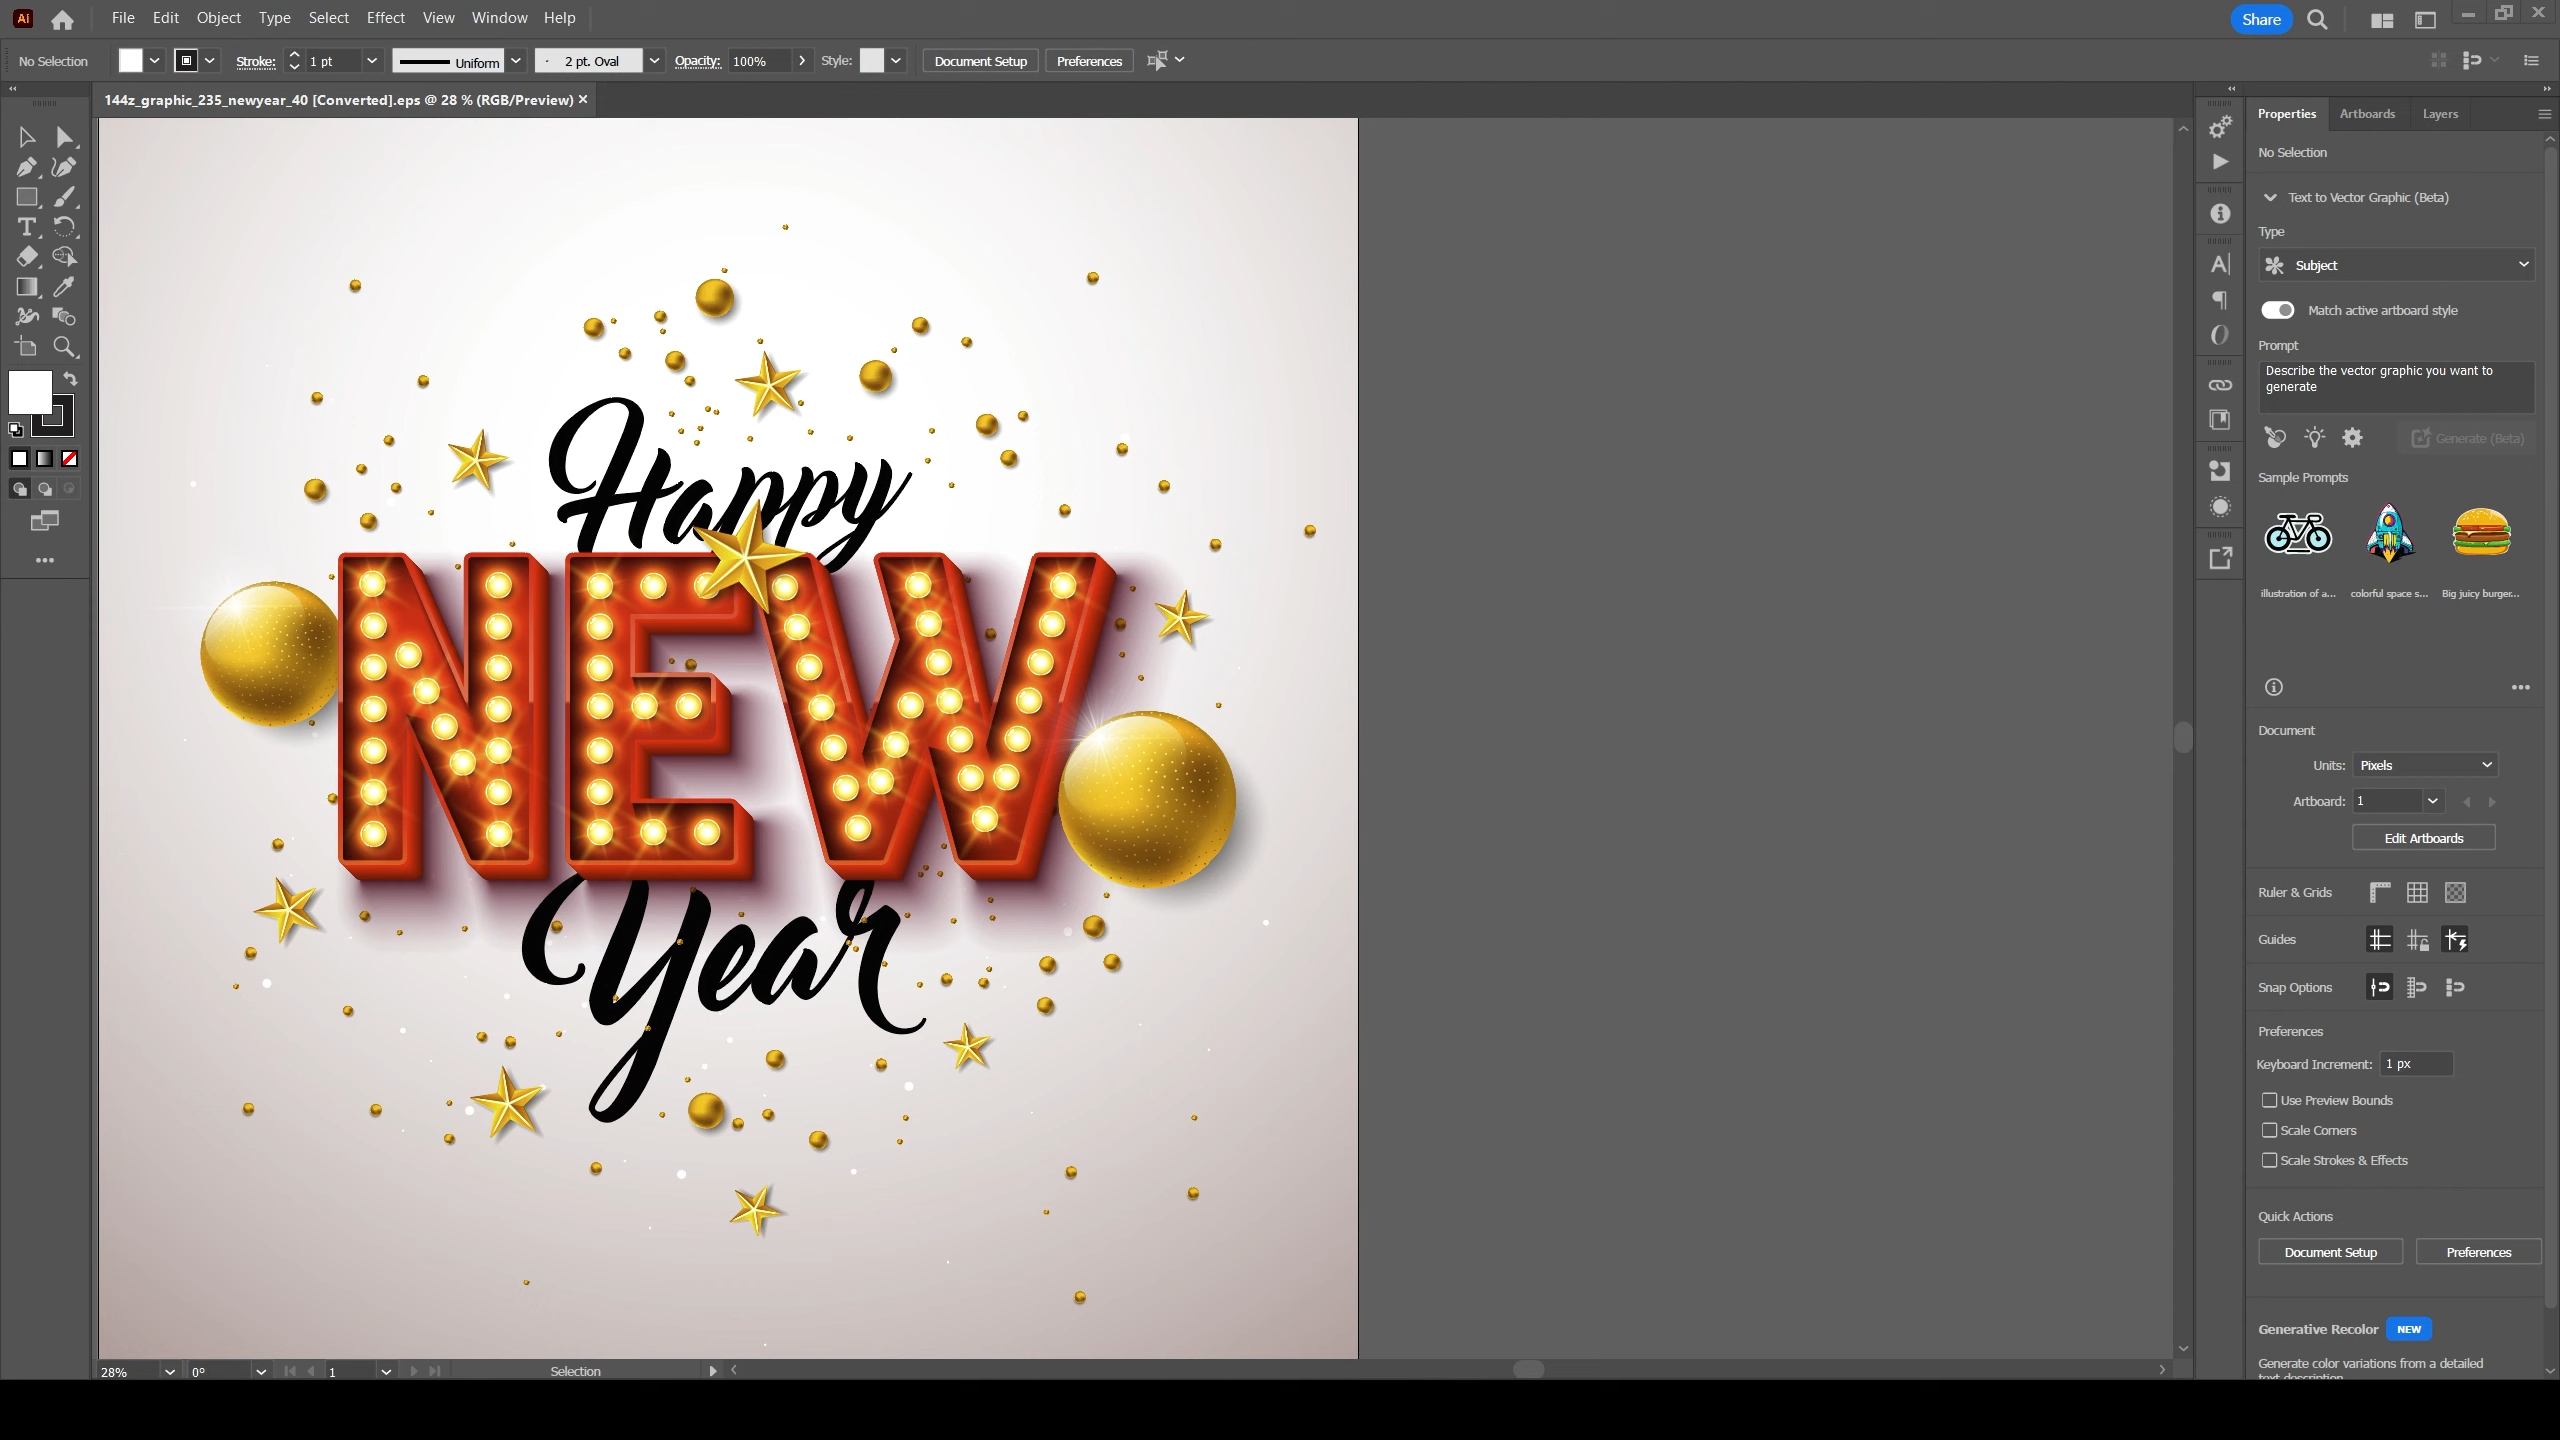 Ai File Edit Object Type Select Effect View Window Help Share
No Selection Stroke: 1 pt Uniform 2 pt. Oval Opacity: 100% Style: Document Setup Preferences
144z_graphic_235_newyear_40 [Converted].eps @ 28 % (RGB/Preview) ×
Happy
NEW
Year
28% 0° 1 Selection
Properties Artboards Layers
No Selection
Text to Vector Graphic (Beta)
Type
Subject
Match active artboard style
Prompt
Describe the vector graphic you want to
generate
Generate (Beta)
Sample Prompts
illustration of a... colorful space s... Big juicy burger...
Document
Units: Pixels
Artboard: 1
Edit Artboards
Ruler & Grids
Guides
Snap Options
Preferences
Keyboard Increment: 1 px
Use Preview Bounds
Scale Corners
Scale Strokes & Effects
Quick Actions
Document Setup Preferences
Generative Recolor NEW
Generate color variations from a detailed
text description